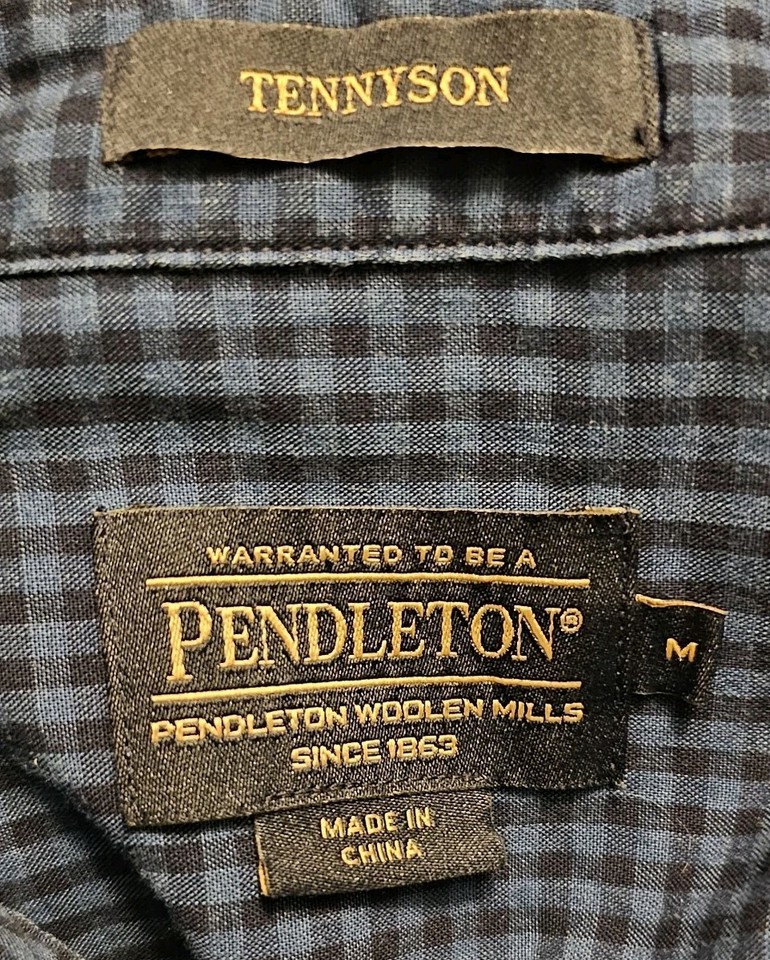 TENNYSON
WARRANTED TO BE A
PENDLETON®
M
PENDLETON WOOLEN MILLS
SINCE 1863
MADE IN
CHINA